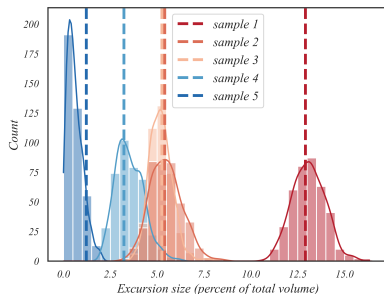 200
175
150
125
100
75
50
25
0
Count
sample 1
sample 2
sample 3
sample 4
sample 5
0.0 2.5 5.0 7.5 10.0 12.5 15.0
Excursion size (percent of total volume)